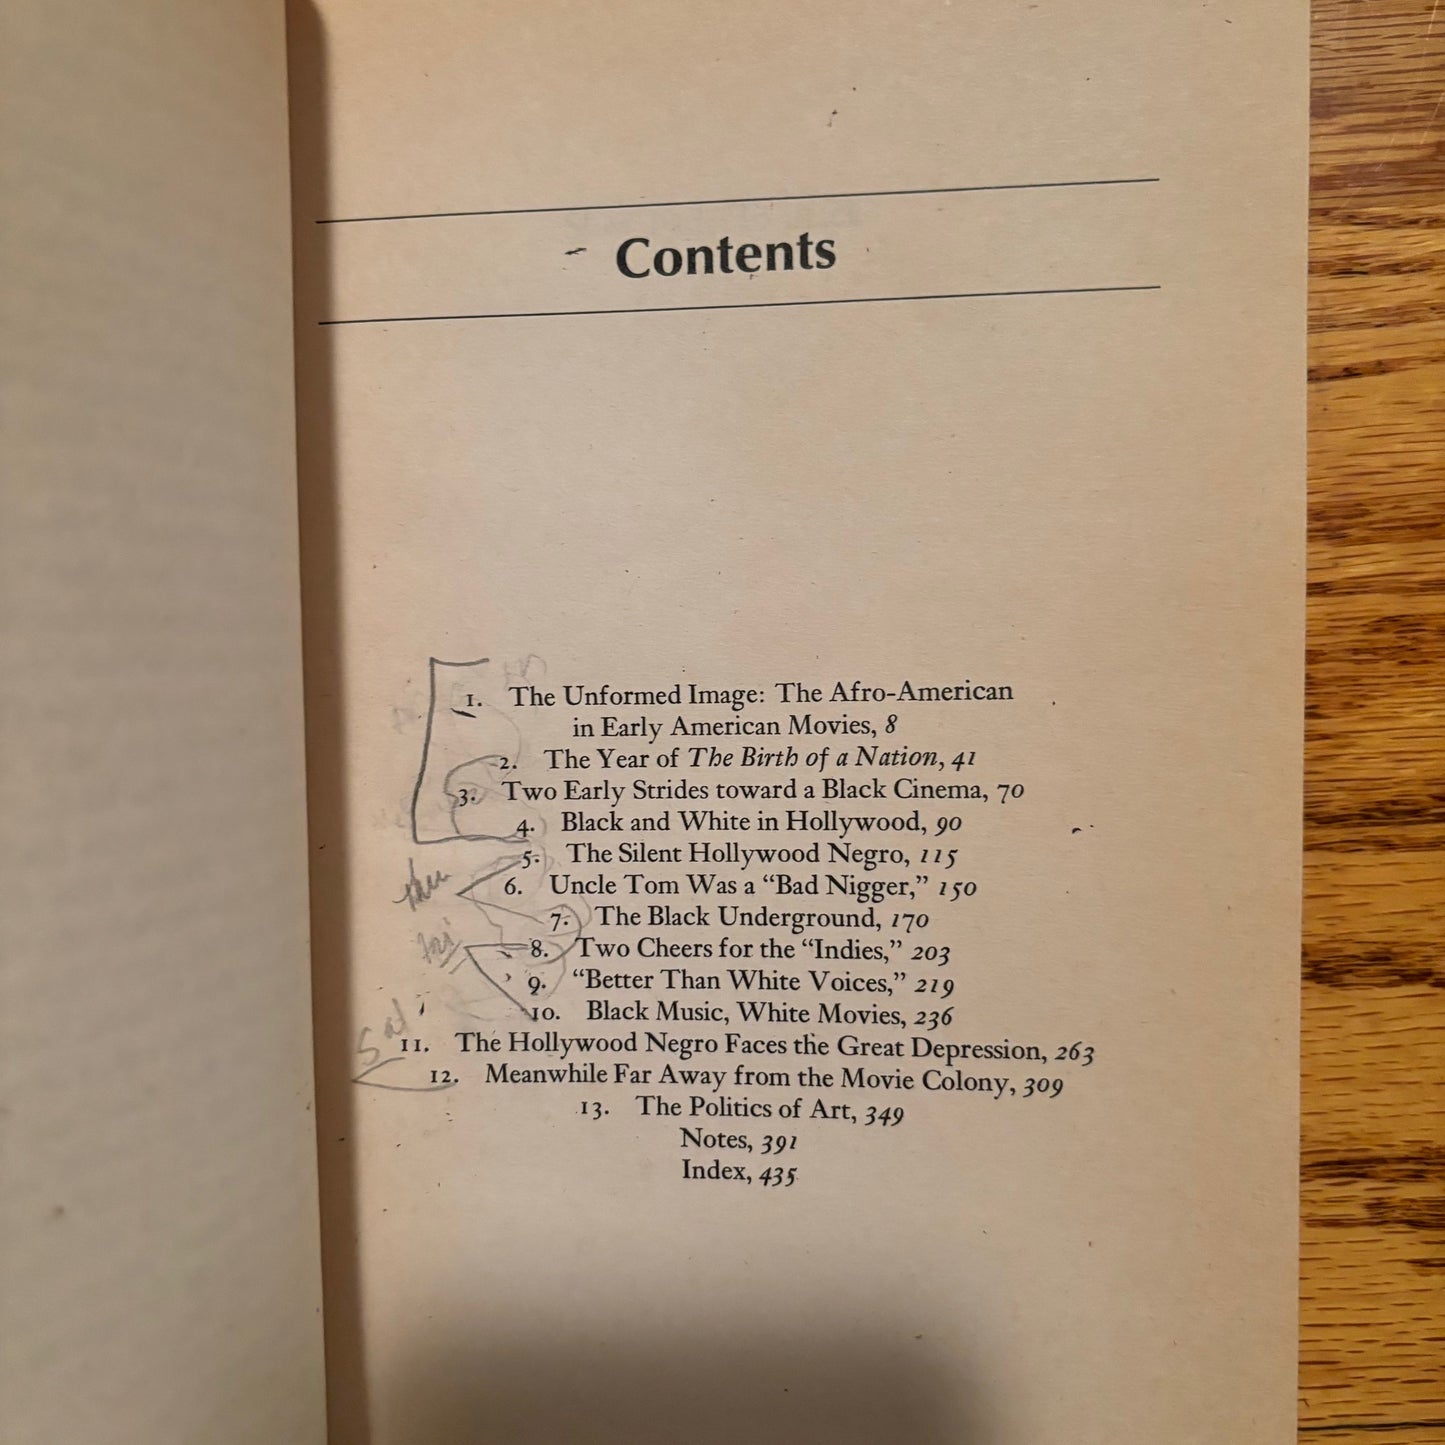 Contents
1. The Unformed Image: The Afro-American
in Early American Movies, 8
2. The Year of The Birth of a Nation, 41
3. Two Early Strides toward a Black Cinema, 70
4. Black and White in Hollywood, 90
5. The Silent Hollywood Negro, 115
6. Uncle Tom Was a “Bad Nigger,” 150
7. The Black Underground, 170
8. Two Cheers for the “Indies,” 203
9. “Better Than White Voices,” 219
10. Black Music, White Movies, 236
Sat
11. The Hollywood Negro Faces the Great Depression, 263
12. Meanwhile Far Away from the Movie Colony, 309
13. The Politics of Art, 349
Notes, 391
Index, 435